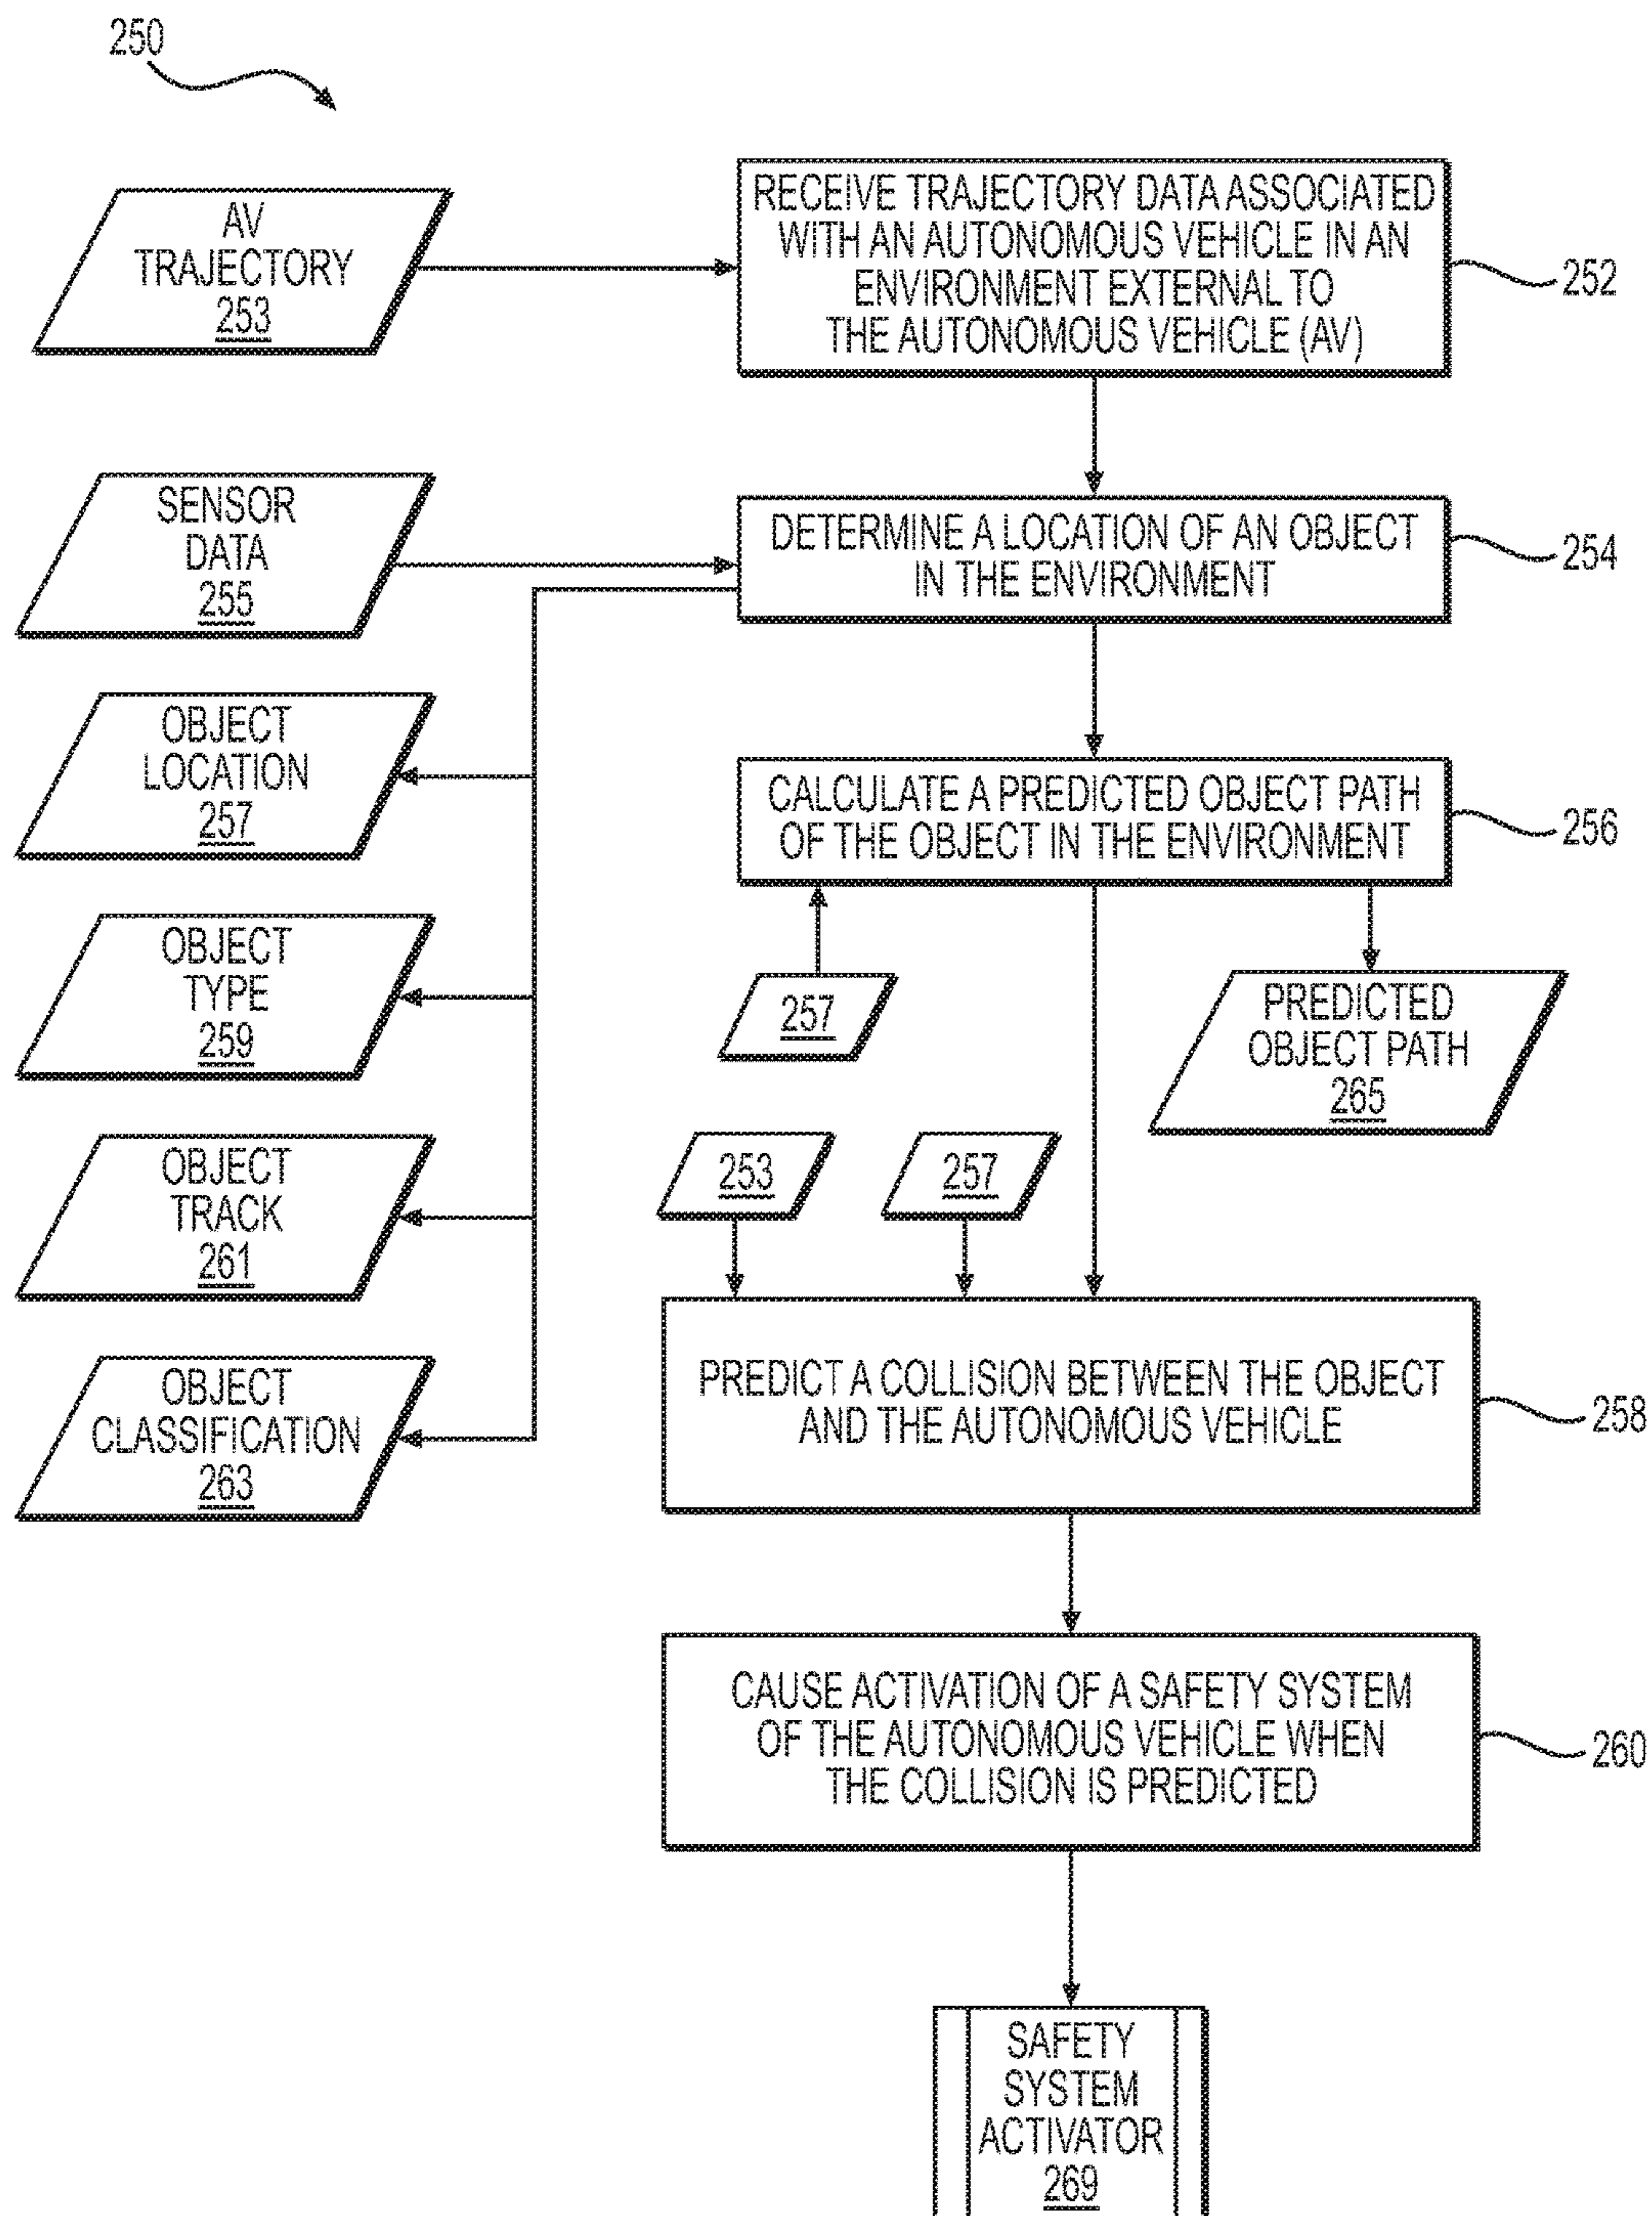 250
AV
TRAJECTORY
253
RECEIVE TRAJECTORY DATA ASSOCIATED
WITH AN AUTONOMOUS VEHICLE IN AN
ENVIRONMENT EXTERNAL TO
THE AUTONOMOUS VEHICLE (AV)
252
SENSOR
DATA
255
DETERMINE A LOCATION OF AN OBJECT
IN THE ENVIRONMENT
254
OBJECT
LOCATION
257
CALCULATE A PREDICTED OBJECT PATH
OF THE OBJECT IN THE ENVIRONMENT
256
OBJECT
TYPE
259
257
PREDICTED
OBJECT PATH
265
OBJECT
TRACK
261
253
257
OBJECT
CLASSIFICATION
263
PREDICT A COLLISION BETWEEN THE OBJECT
AND THE AUTONOMOUS VEHICLE
258
CAUSE ACTIVATION OF A SAFETY SYSTEM
OF THE AUTONOMOUS VEHICLE WHEN
THE COLLISION IS PREDICTED
260
SAFETY
SYSTEM
ACTIVATOR
269